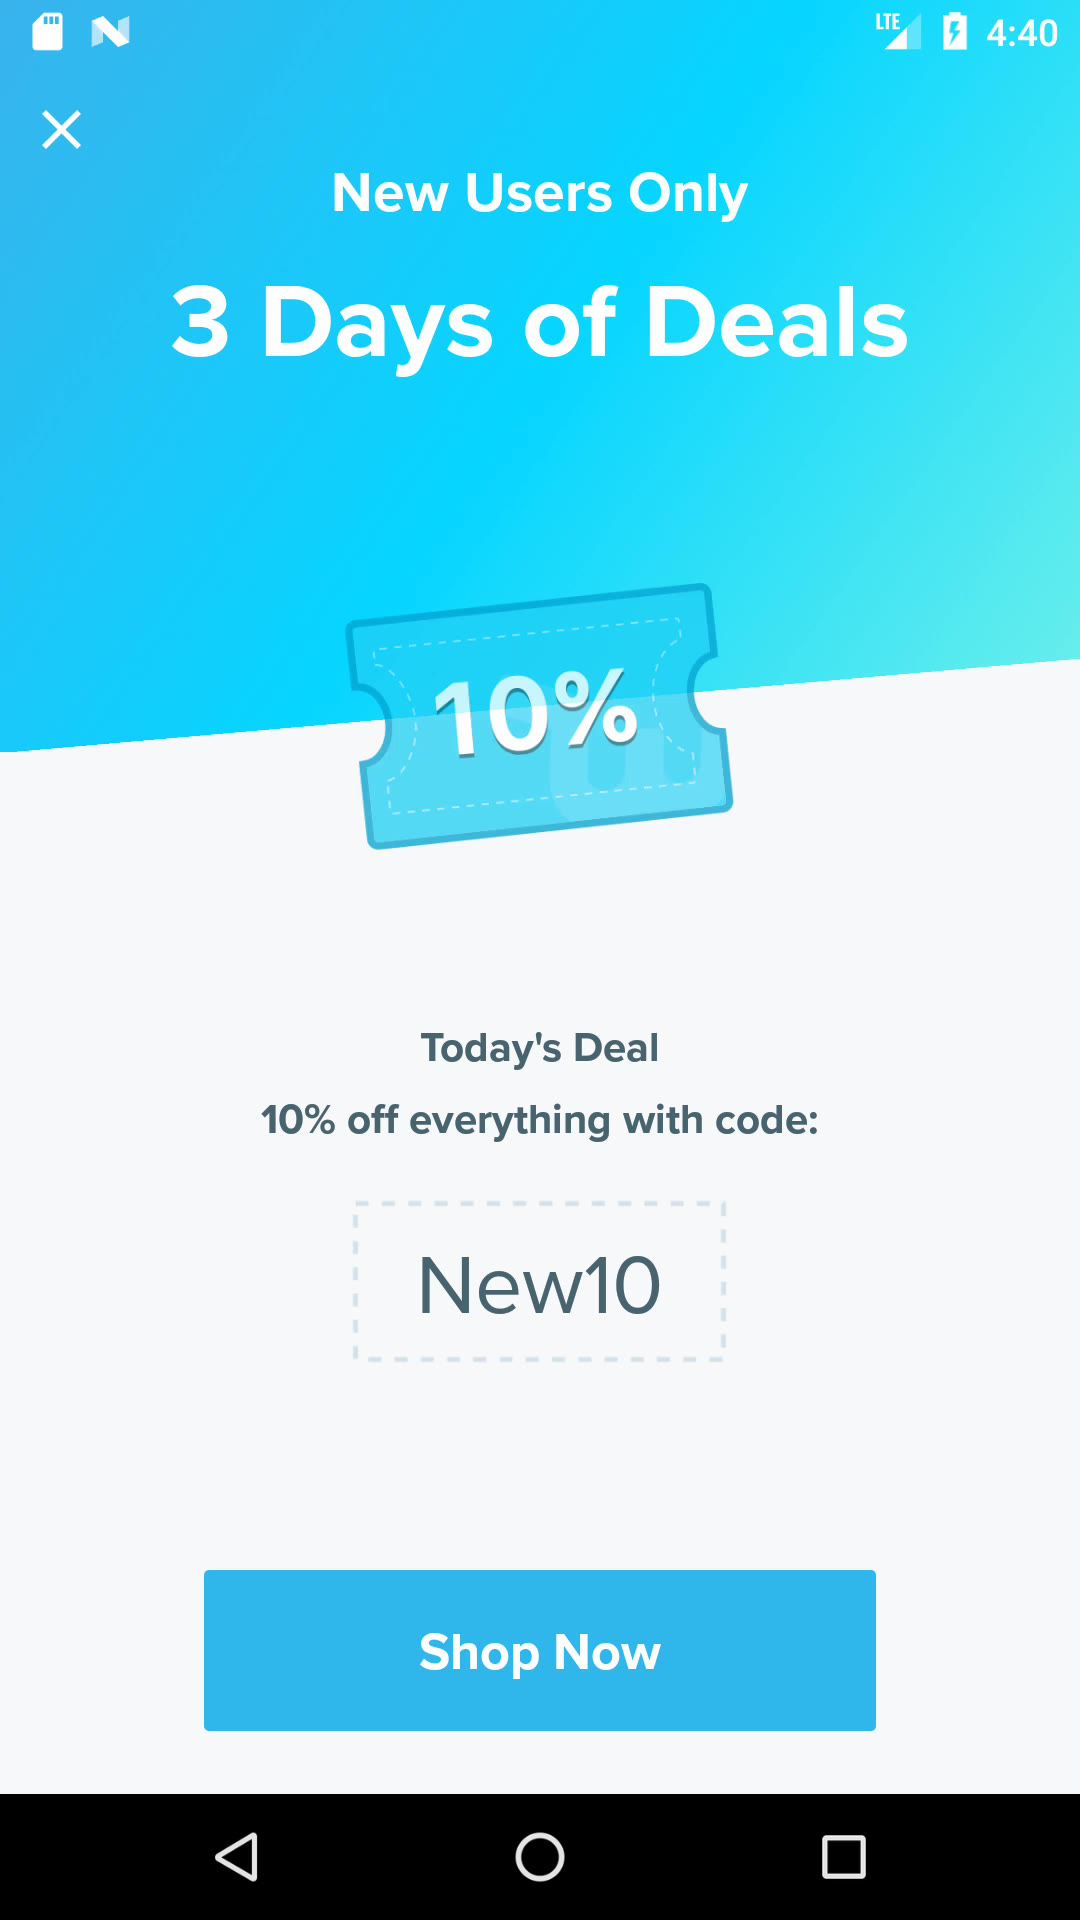 LTE 4:40
New Users Only
3 Days of Deals
10%
Today's Deal
10% off everything with code:
New10
Shop Now